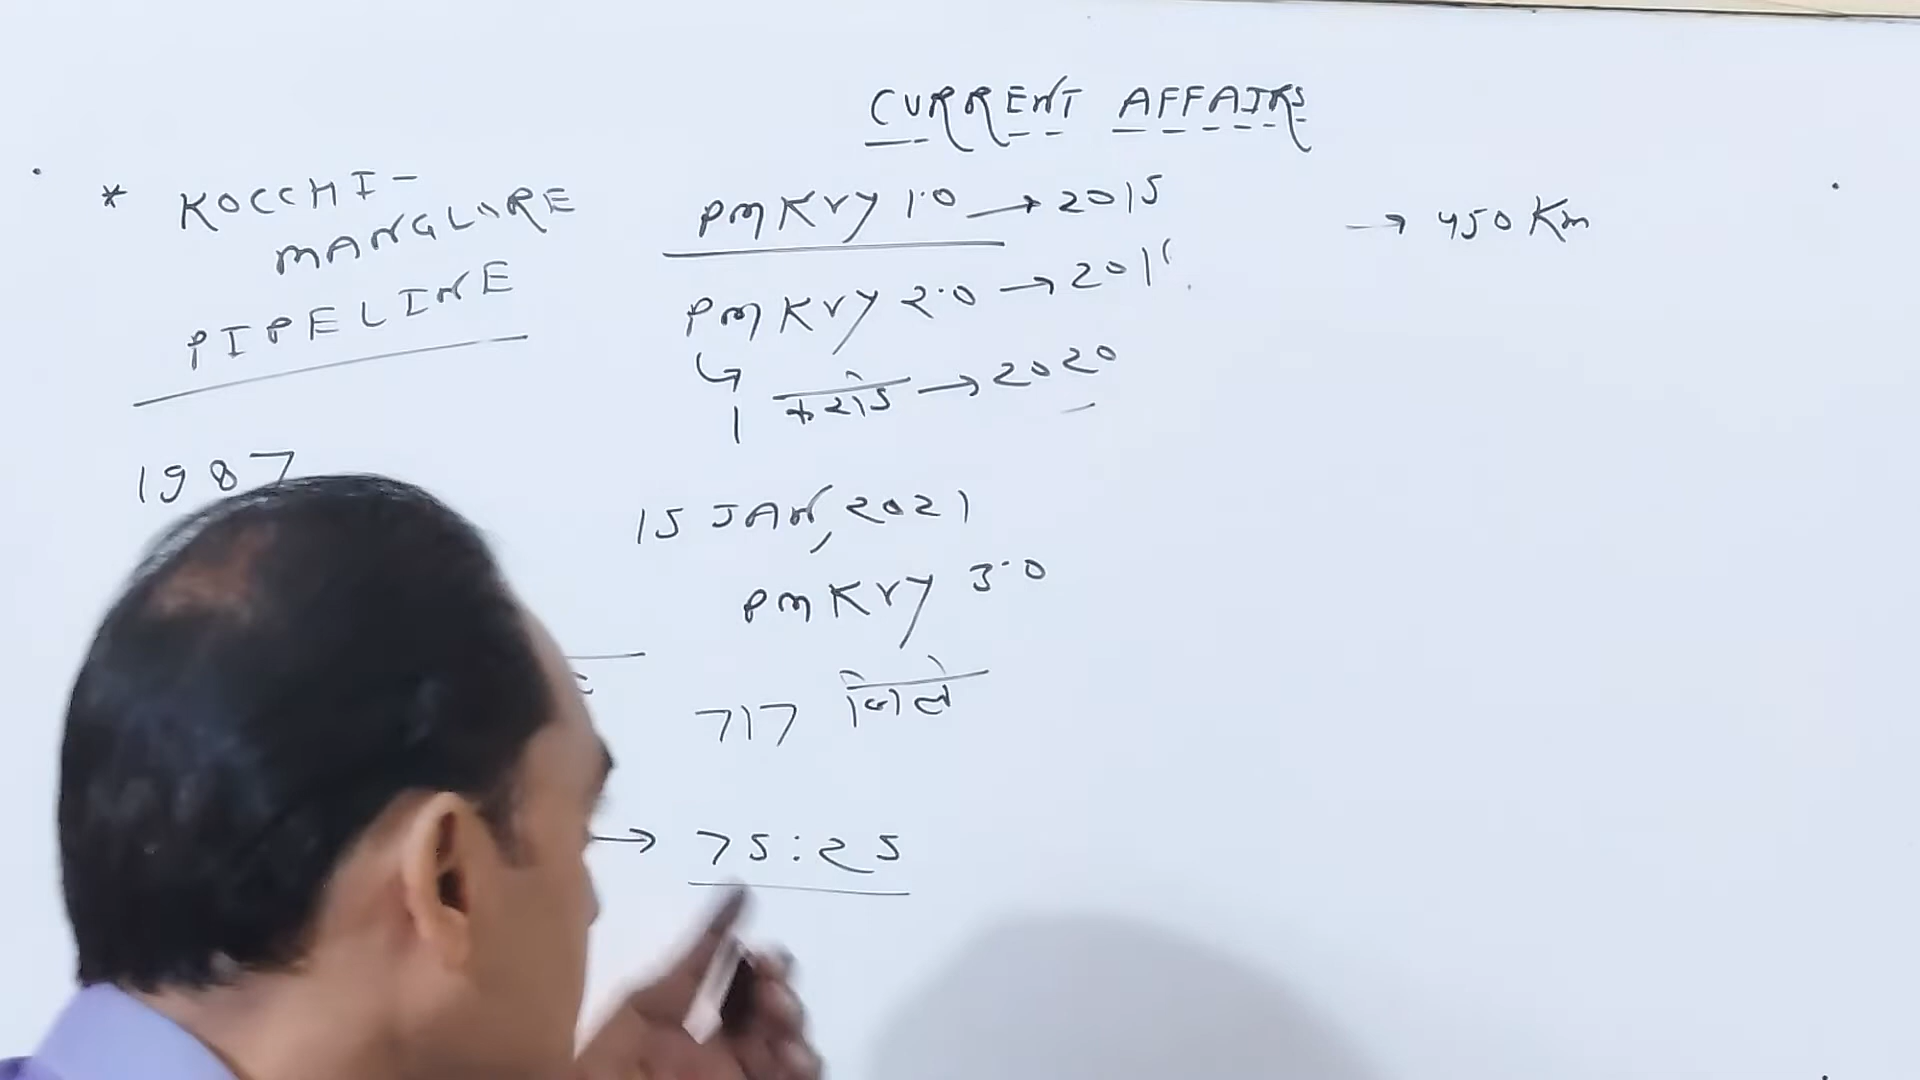 CURRENT AFFAIRS
* KOCCHI-
MANGLORE
PIPELINE
1987
PMKVY 1.0 → 2015
PMKVY 2.0 →
↳ करोड़ → 2020
15 JAN, 2021
PMKVY 3.0
717 जिले
→ 75:25
→ 450 Km